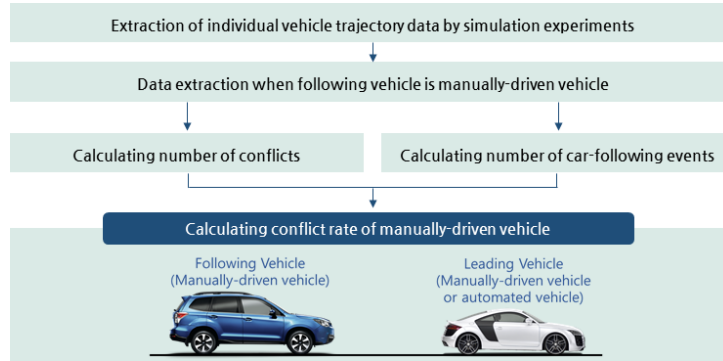 Extraction of individual vehicle trajectory data by simulation experiments
Data extraction when following vehicle is manually-driven vehicle
Calculating number of conflicts
Calculating number of car-following events
Calculating conflict rate of manually-driven vehicle
Following Vehicle
(Manually-driven vehicle)
Leading Vehicle
(Manually-driven vehicle
or automated vehicle)